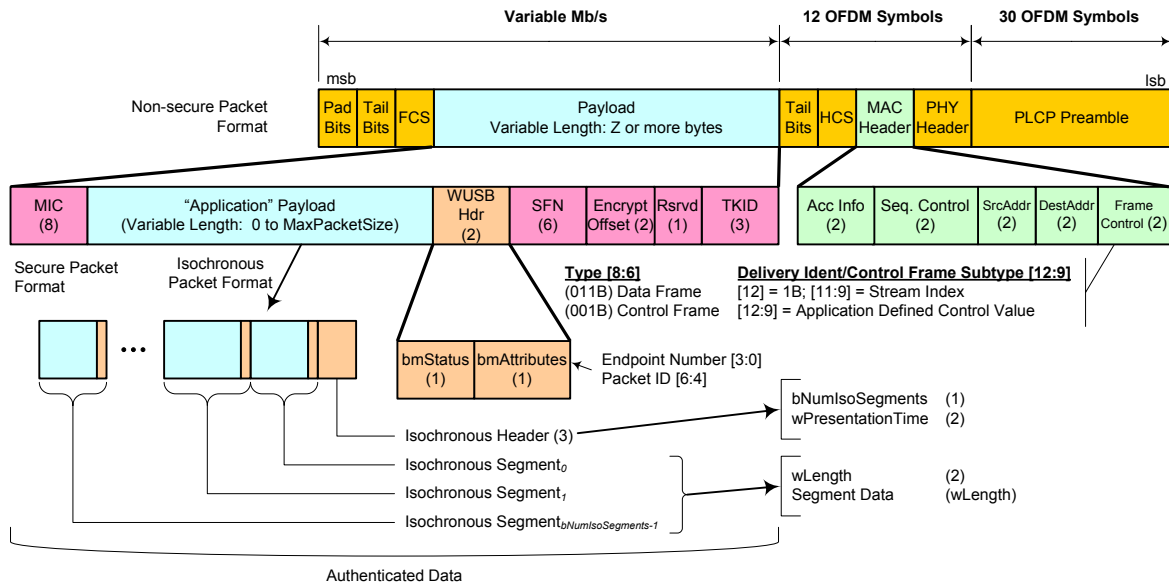 Variable Mb/s
12 OFDM Symbols
30 OFDM Symbols
msb
lsb
Non-secure Packet
Format
Pad
Bits
Tail
Bits
FCS
Payload
Variable Length: Z or more bytes
Tail
Bits
HCS
MAC
Header
PHY
Header
PLCP Preamble
MIC
(8)
“Application” Payload
(Variable Length: 0 to MaxPacketSize)
WUSB
Hdr
(2)
SFN
(6)
Encrypt
Offset (2)
Rsrvd
(1)
TKID
(3)
Acc Info
(2)
Seq. Control
(2)
SrcAddr
(2)
DestAddr
(2)
Frame
Control (2)
Secure Packet
Format
Isochronous
Packet Format
Type [8:6]
(011B) Data Frame
(001B) Control Frame
Delivery Ident/Control Frame Subtype [12:9]
[12] = 1B; [11:9] = Stream Index
[12:9] = Application Defined Control Value
bmStatus
(1)
bmAttributes
(1)
Endpoint Number [3:0]
Packet ID [6:4]
bNumIsoSegments (1)
wPresentationTime (2)
Isochronous Header (3)
Isochronous Segment0
Isochronous Segment1
Isochronous SegmentbNumIsoSegments-1
wLength (2)
Segment Data (wLength)
Authenticated Data